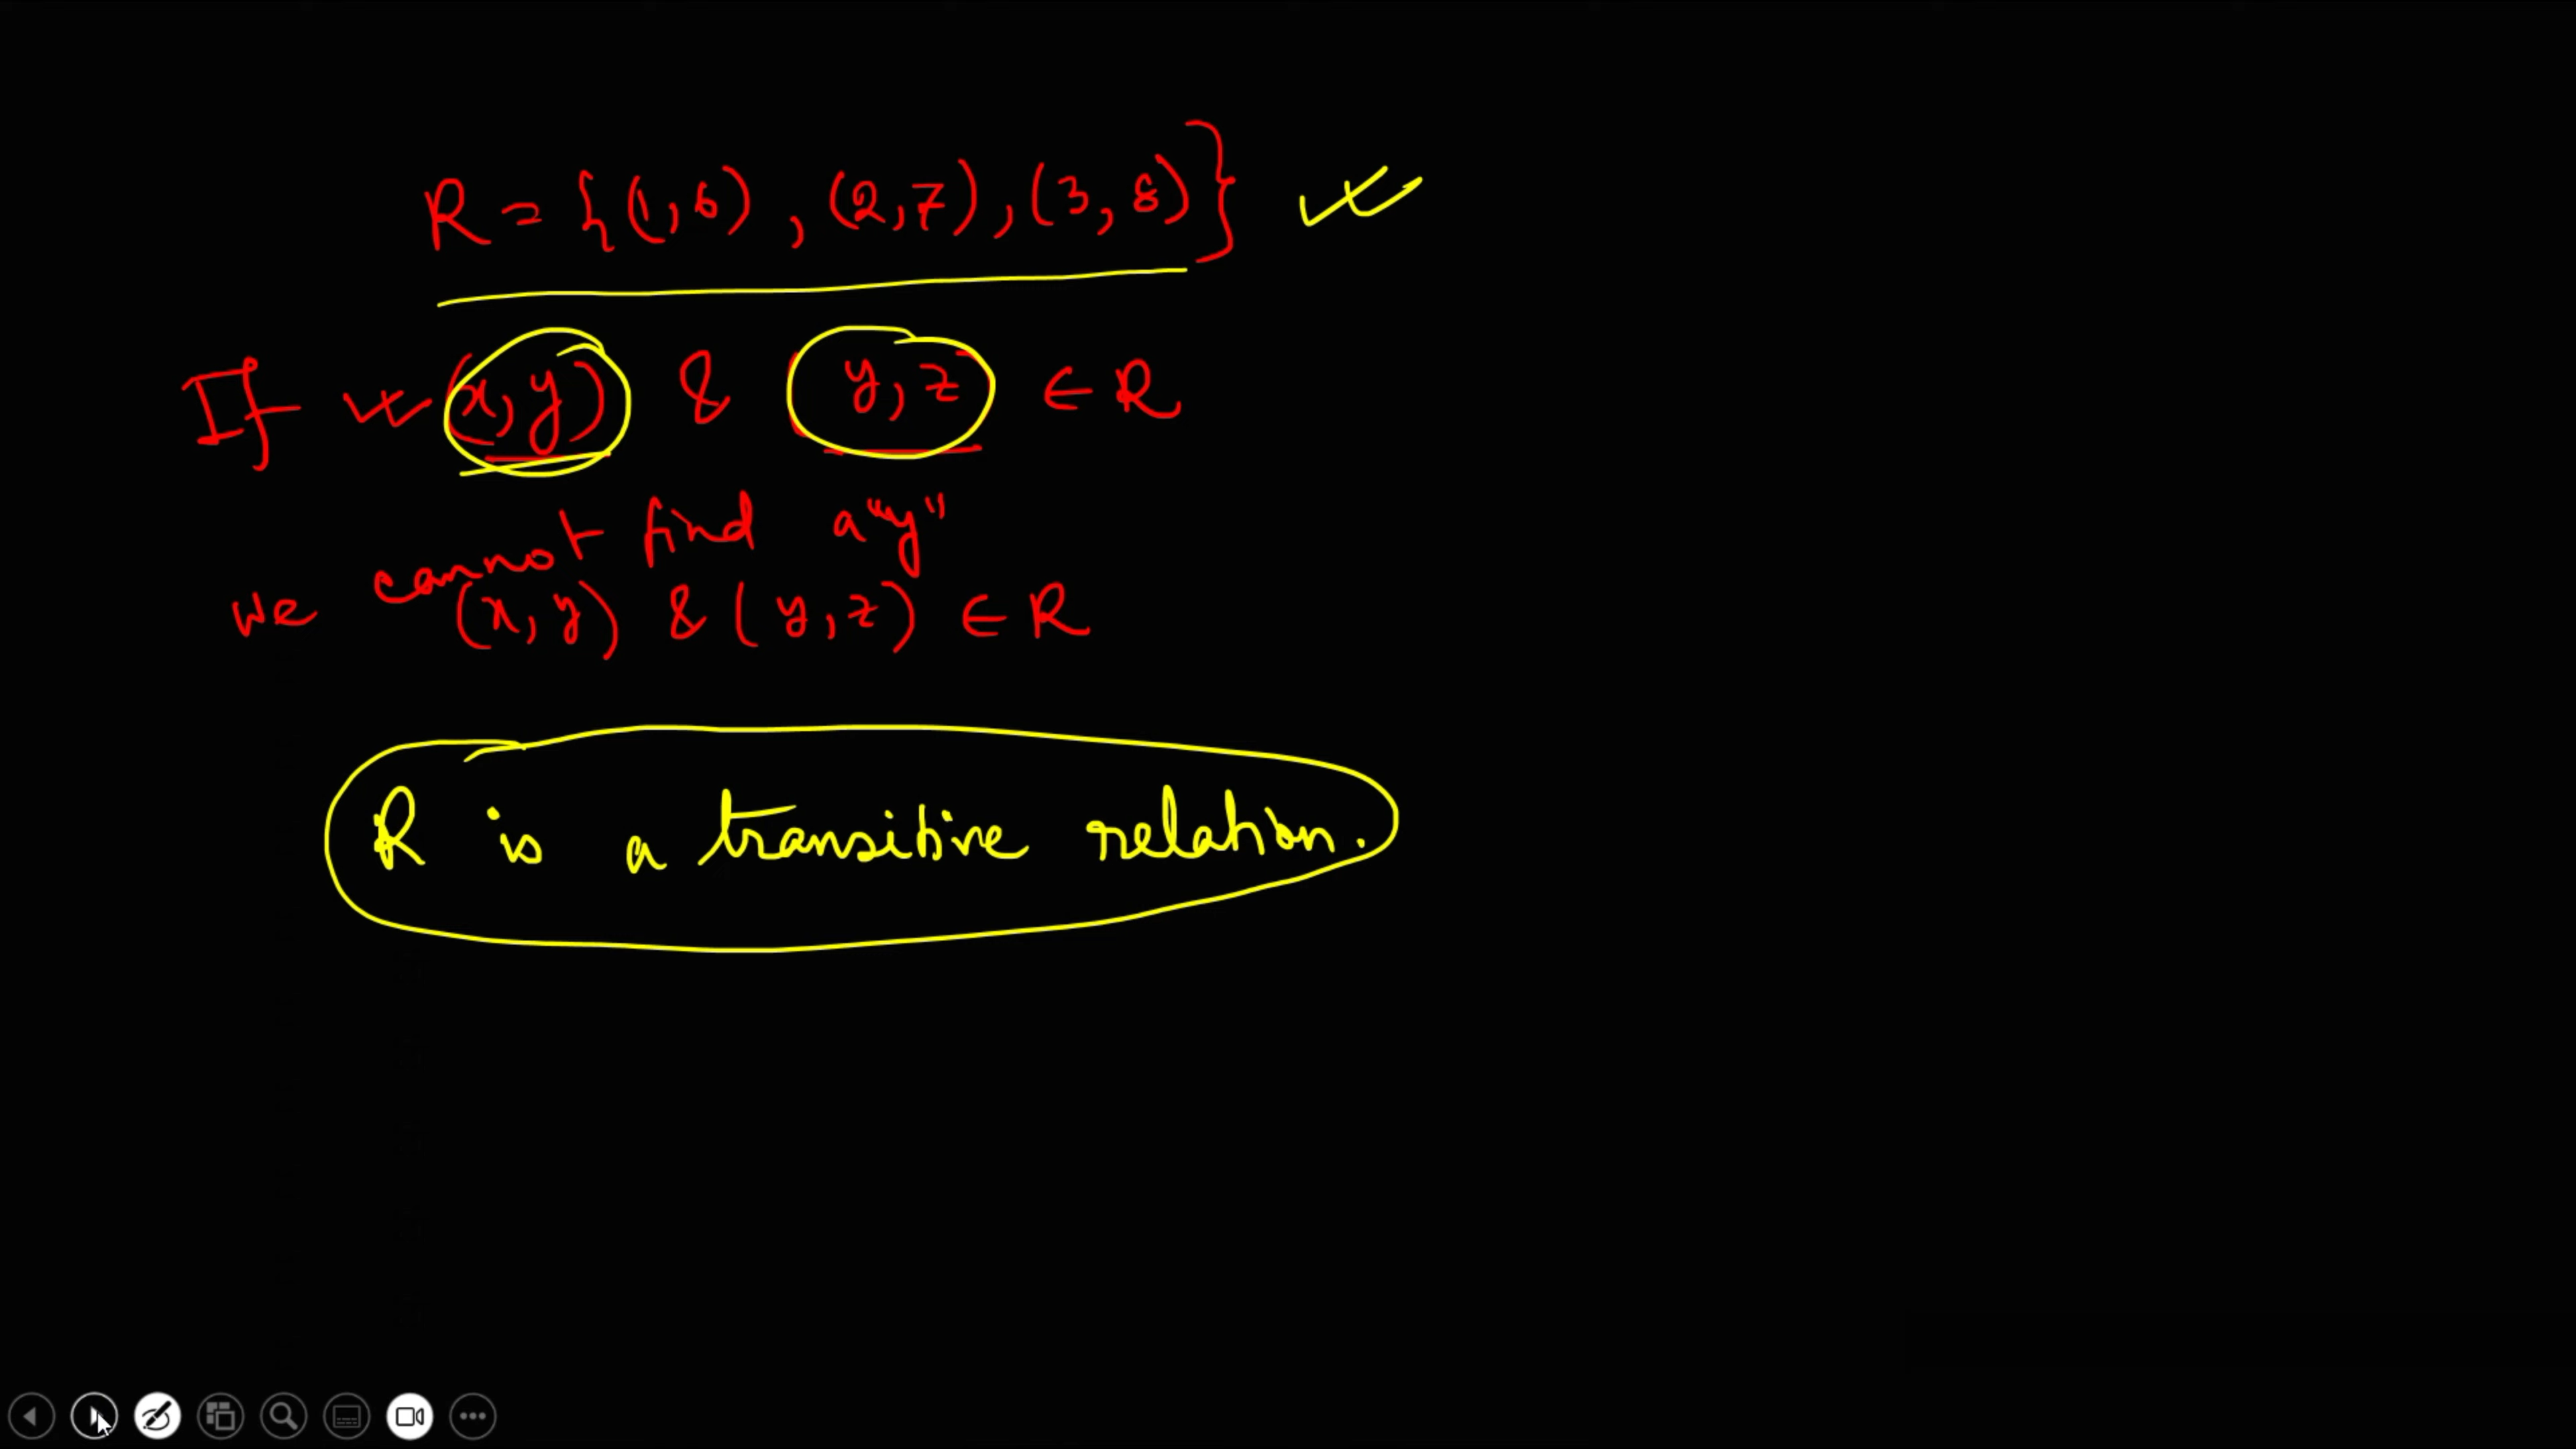 R = {(1,6), (2,7), (3,8)}
If (x,y) & (y,z) ∈ R
we cannot find a "y"
(x,y) & (y,z) ∈ R
R is a transitive relation.